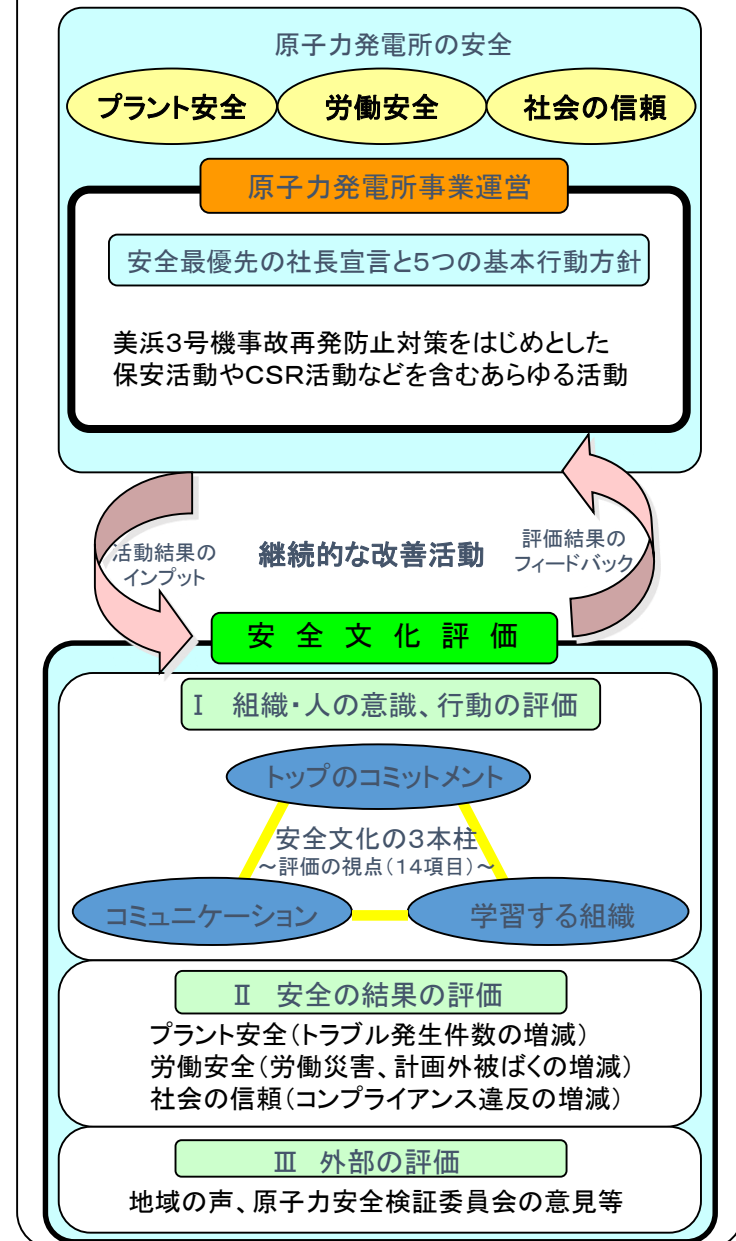 原子力発電所の安全
プラント安全
労働安全
社会の信頼
原子力発電所事業運営
安全最優先の社長宣言と5つの基本行動方針
美浜3号機事故再発防止対策をはじめとした
保安活動やCSR活動などを含むあらゆる活動
活動結果の
インプット
継続的な改善活動
評価結果の
フィードバック
安全文化評価
Ⅰ 組織・人の意識、行動の評価
トップのコミットメント
安全文化の3本柱
~評価の視点(14項目)~
コミュニケーション
学習する組織
Ⅱ 安全の結果の評価
プラント安全(トラブル発生件数の増減)
労働安全(労働災害、計画外被ばくの増減)
社会の信頼(コンプライアンス違反の増減)
Ⅲ 外部の評価
地域の声、原子力安全検証委員会の意見等